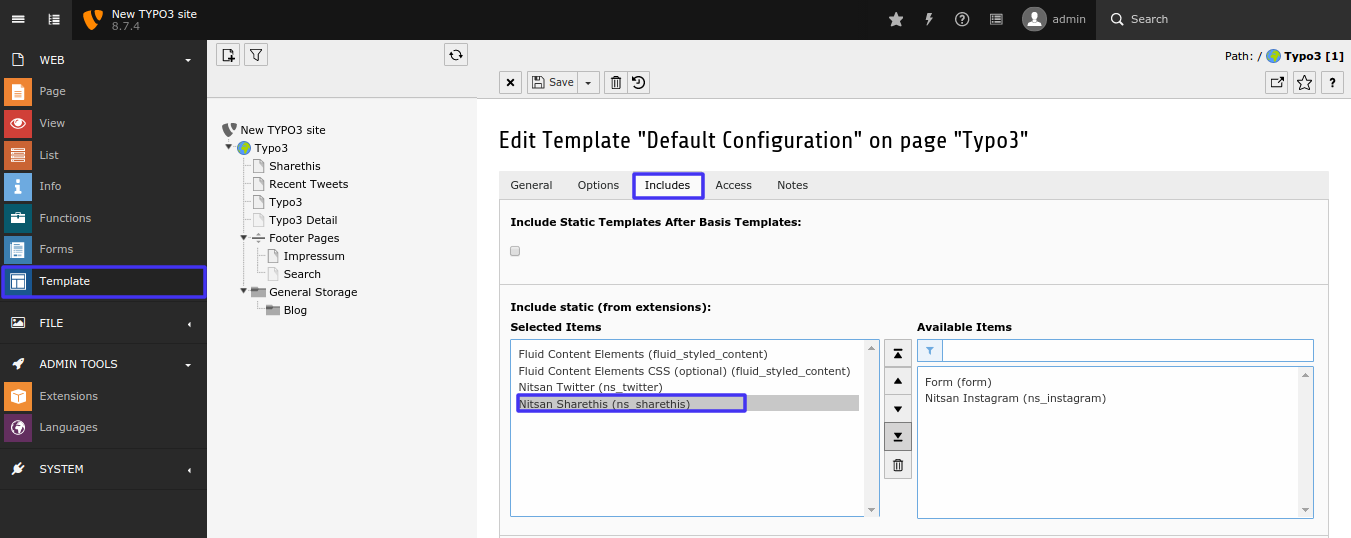 New TYPO3 site
8.7.4
admin
Search
WEB
Page
View
List
Info
Functions
Forms
Template
FILE
ADMIN TOOLS
Extensions
Languages
SYSTEM
New TYPO3 site
Typo3
Sharethis
Recent Tweets
Typo3
Typo3 Detail
Footer Pages
Impressum
Search
General Storage
Blog
Path: / Typo3 [1]
Save
?
Edit Template "Default Configuration" on page "Typo3"
General Options Includes Access Notes
Include Static Templates After Basis Templates:
Include static (from extensions):
Selected Items
Fluid Content Elements (fluid_styled_content)
Fluid Content Elements CSS (optional) (fluid_styled_content)
Nitsan Twitter (ns_twitter)
Nitsan Sharethis (ns_sharethis)
Available Items
Form (form)
Nitsan Instagram (ns_instagram)